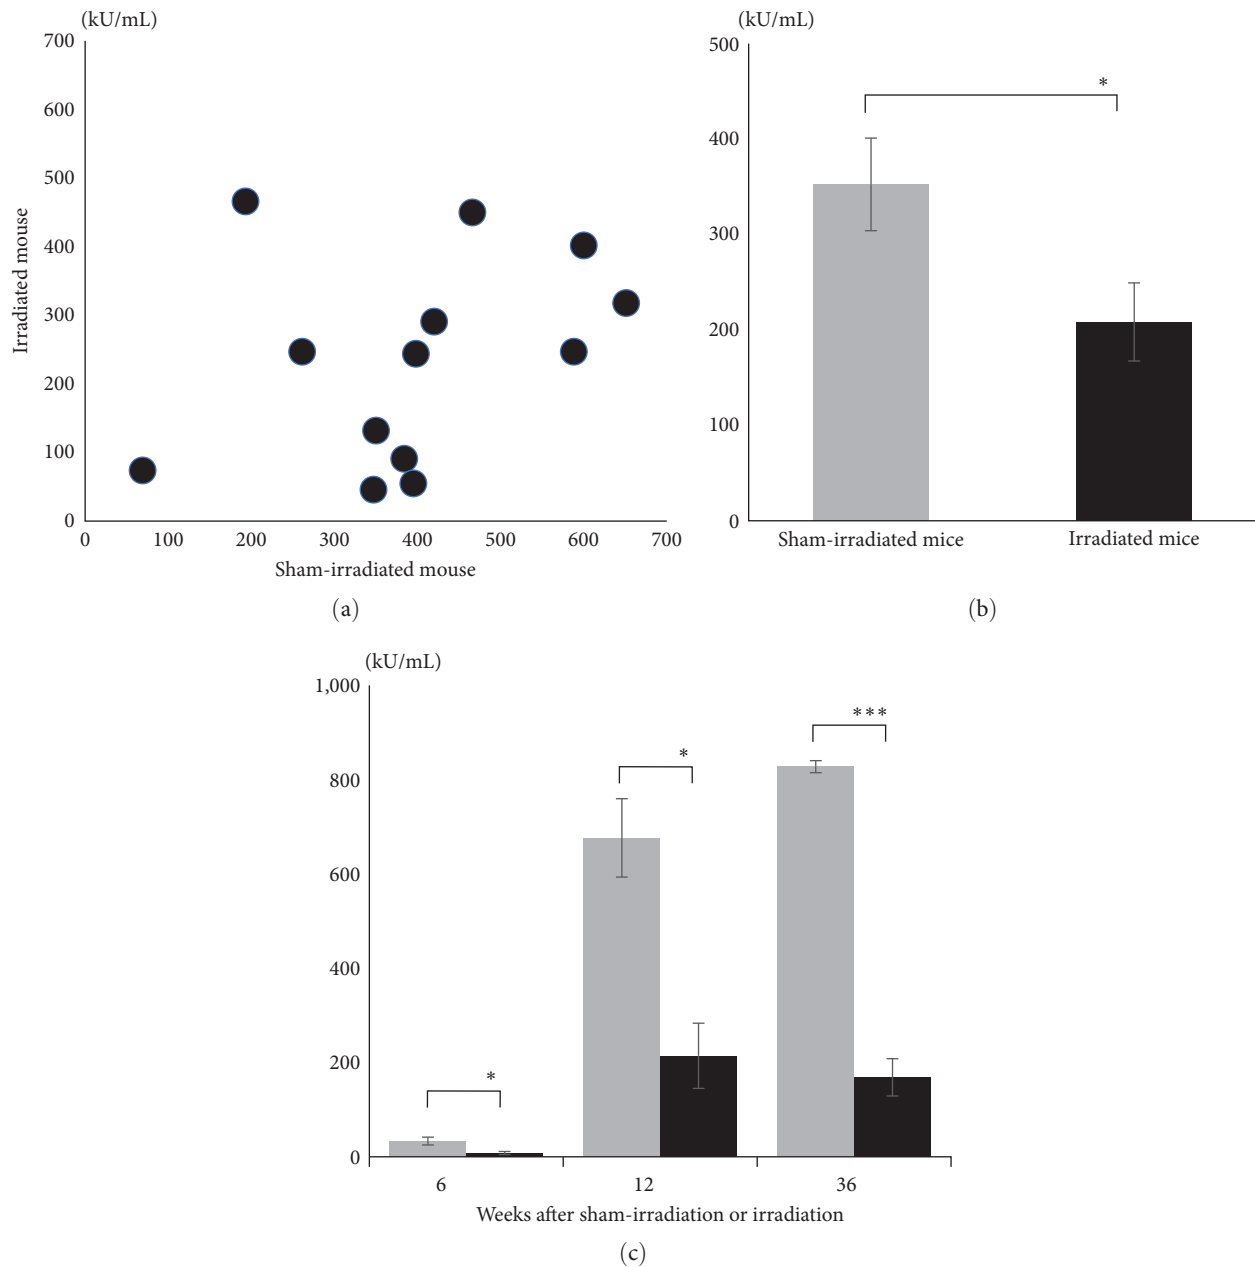 (kU/mL)
700
600
500
400
300
200
100
0
Irradiated mouse
0 100 200 300 400 500 600 700
Sham-irradiated mouse
(a)
(kU/mL)
500
400
300
200
100
0
*
Sham-irradiated mice Irradiated mice
(b)
(kU/mL)
1,000
800
600
400
200
0
*
*
***
6 12 36
Weeks after sham-irradiation or irradiation
(c)